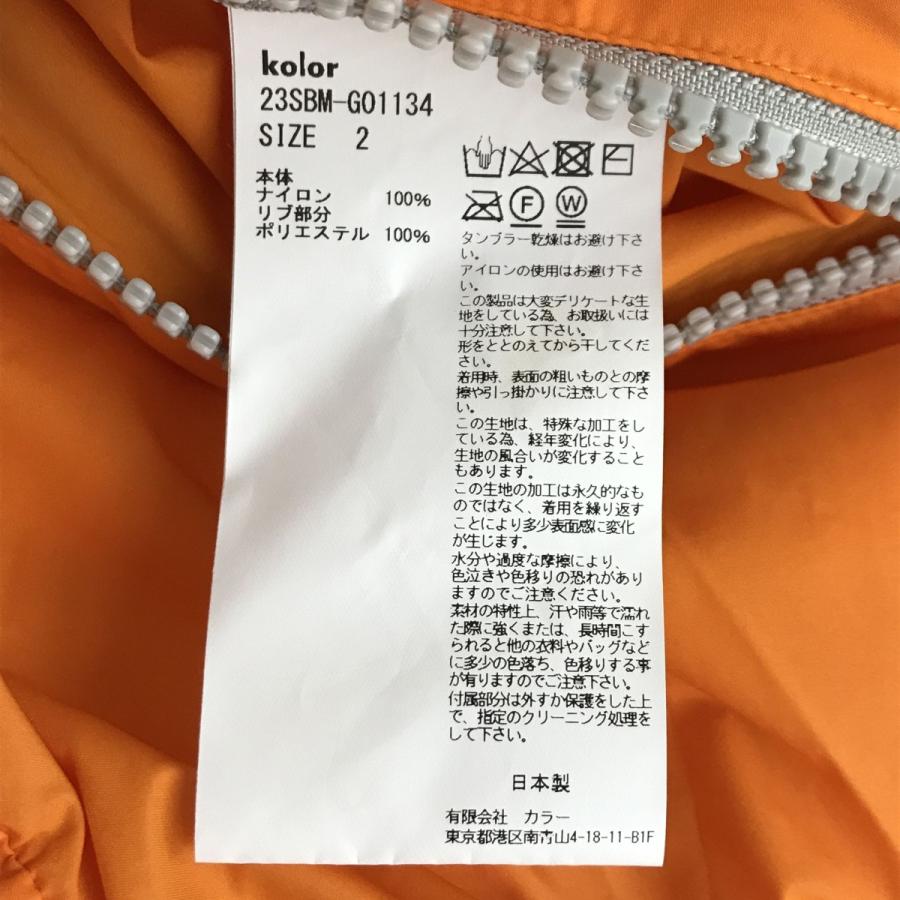 kolor
23SBM-G01134
SIZE 2
本体
ナイロン 100%
リブ部分
ポリエステル 100%
F
W
タンブラー乾燥はお避け下さ
い。
アイロンの使用はお避け下さ
い。
この製品は大変デリケートな生
地をしている為、お取扱いには
十分注意して下さい。
形をととのえてから干してくだ
さい。
着用時、表面の粗いものとの摩
擦や引っ掛かりに注意して下さ
い。
この生地は、特殊な加工をし
ている為、経年変化により、
生地の風合いが変化すること
もあります。
この生地の加工は永久的なも
のではなく、着用を繰り返す
ことにより多少表面感に変化
が生じます。
水分や過度な摩擦により、
色泣きや色移りの恐れがあり
ますのでご注意ください。
素材の特性上、汗や雨等で濡れ
た際に強くまたは、長時間こす
られると他の衣料やバッグなど
に多少の色落ち、色移りする事
が有りますのでご注意下さい。
付属部分は外すか保護をした上
で、指定のクリーニング処理を
して下さい。
日本製
有限会社 カラー
東京都港区南青山4-18-11-B1F